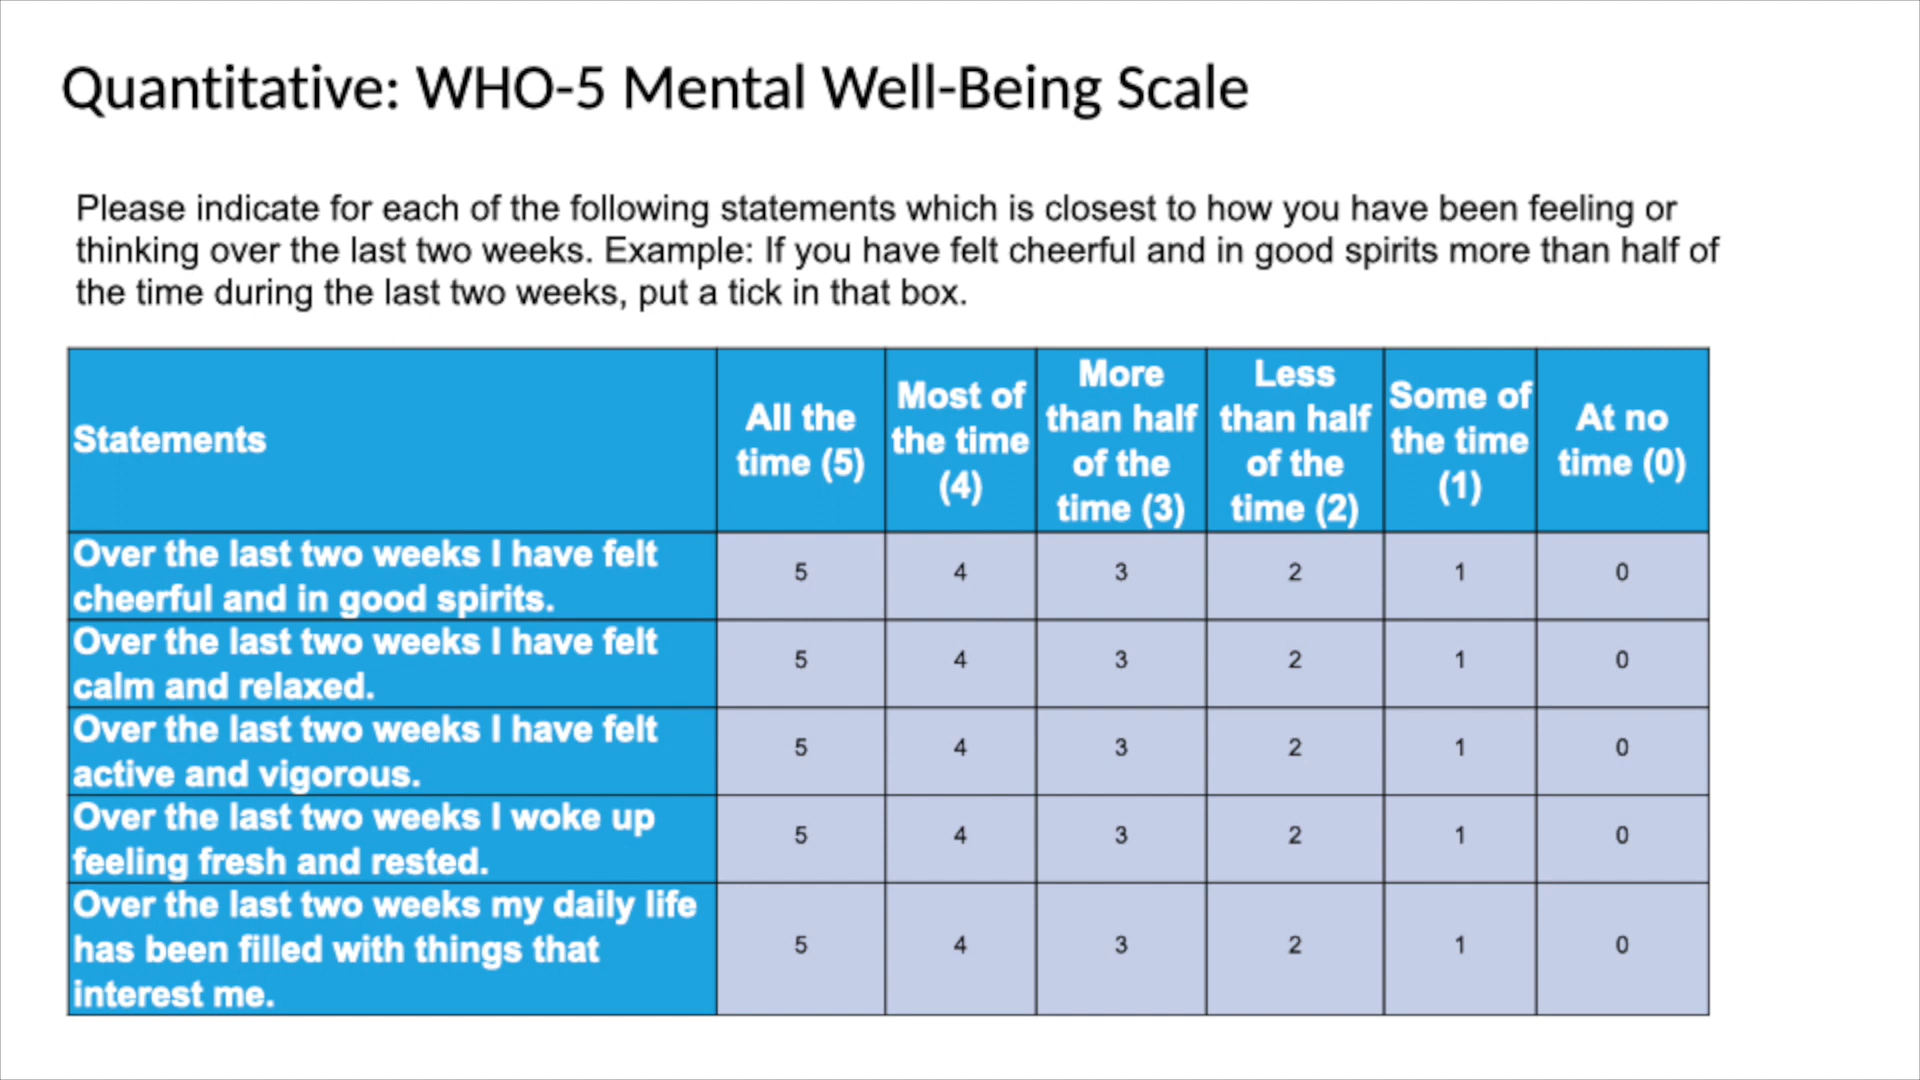 Quantitative: WHO-5 Mental Well-Being Scale
Please indicate for each of the following statements which is closest to how you have been feeling or
thinking over the last two weeks. Example: If you have felt cheerful and in good spirits more than half of
the time during the last two weeks, put a tick in that box.
Statements
All the
time (5)
Most of
the time
(4)
More
than half
of the
time (3)
Less
than half
of the
time (2)
Some of
the time
(1)
At no
time (0)
Over the last two weeks I have felt
cheerful and in good spirits.
5 4 3 2 1 0
Over the last two weeks I have felt
calm and relaxed.
5 4 3 2 1 0
Over the last two weeks I have felt
active and vigorous.
5 4 3 2 1 0
Over the last two weeks I woke up
feeling fresh and rested.
5 4 3 2 1 0
Over the last two weeks my daily life
has been filled with things that
interest me.
5 4 3 2 1 0